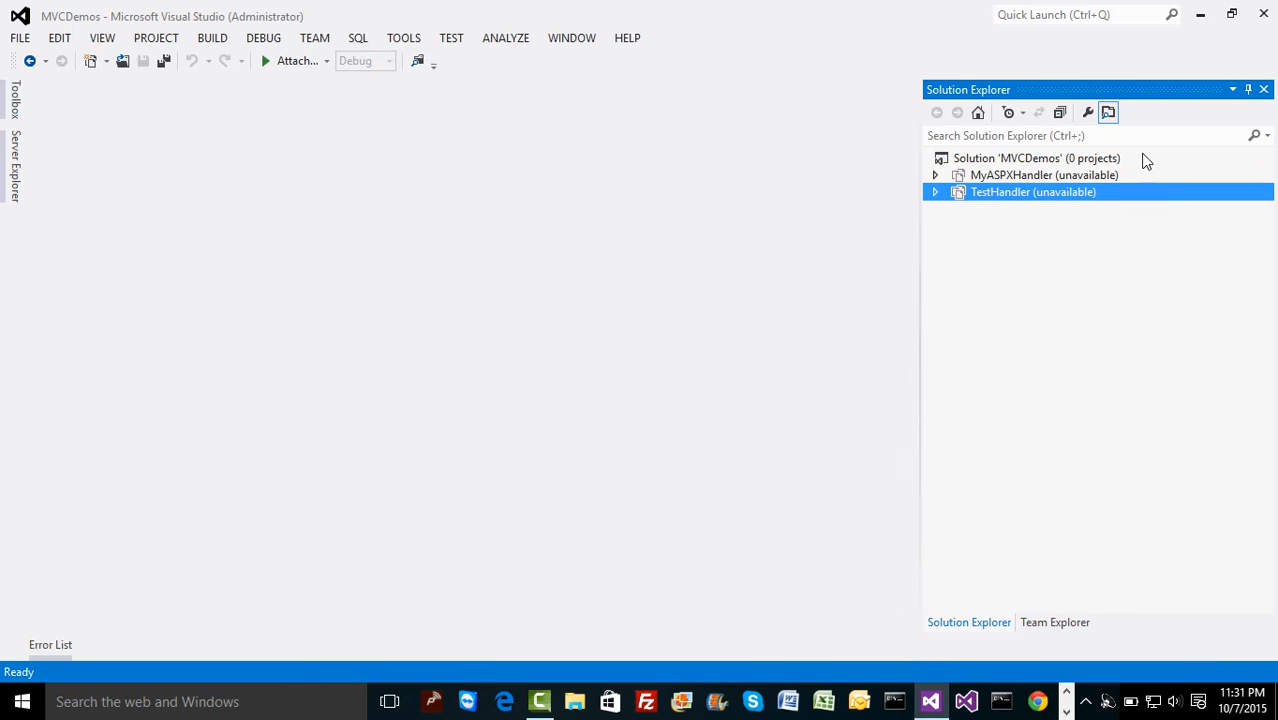 MVCDemos - Microsoft Visual Studio (Administrator)
Quick Launch (Ctrl+Q)
FILE EDIT VIEW PROJECT BUILD DEBUG TEAM SQL TOOLS TEST ANALYZE WINDOW HELP
Attach... Debug
Toolbox
Server Explorer
Solution Explorer
Search Solution Explorer (Ctrl+;)
Solution 'MVCDemos' (0 projects)
MyASPXHandler (unavailable)
TestHandler (unavailable)
Solution Explorer Team Explorer
Error List
Ready
Search the web and Windows
11:31 PM
10/7/2015